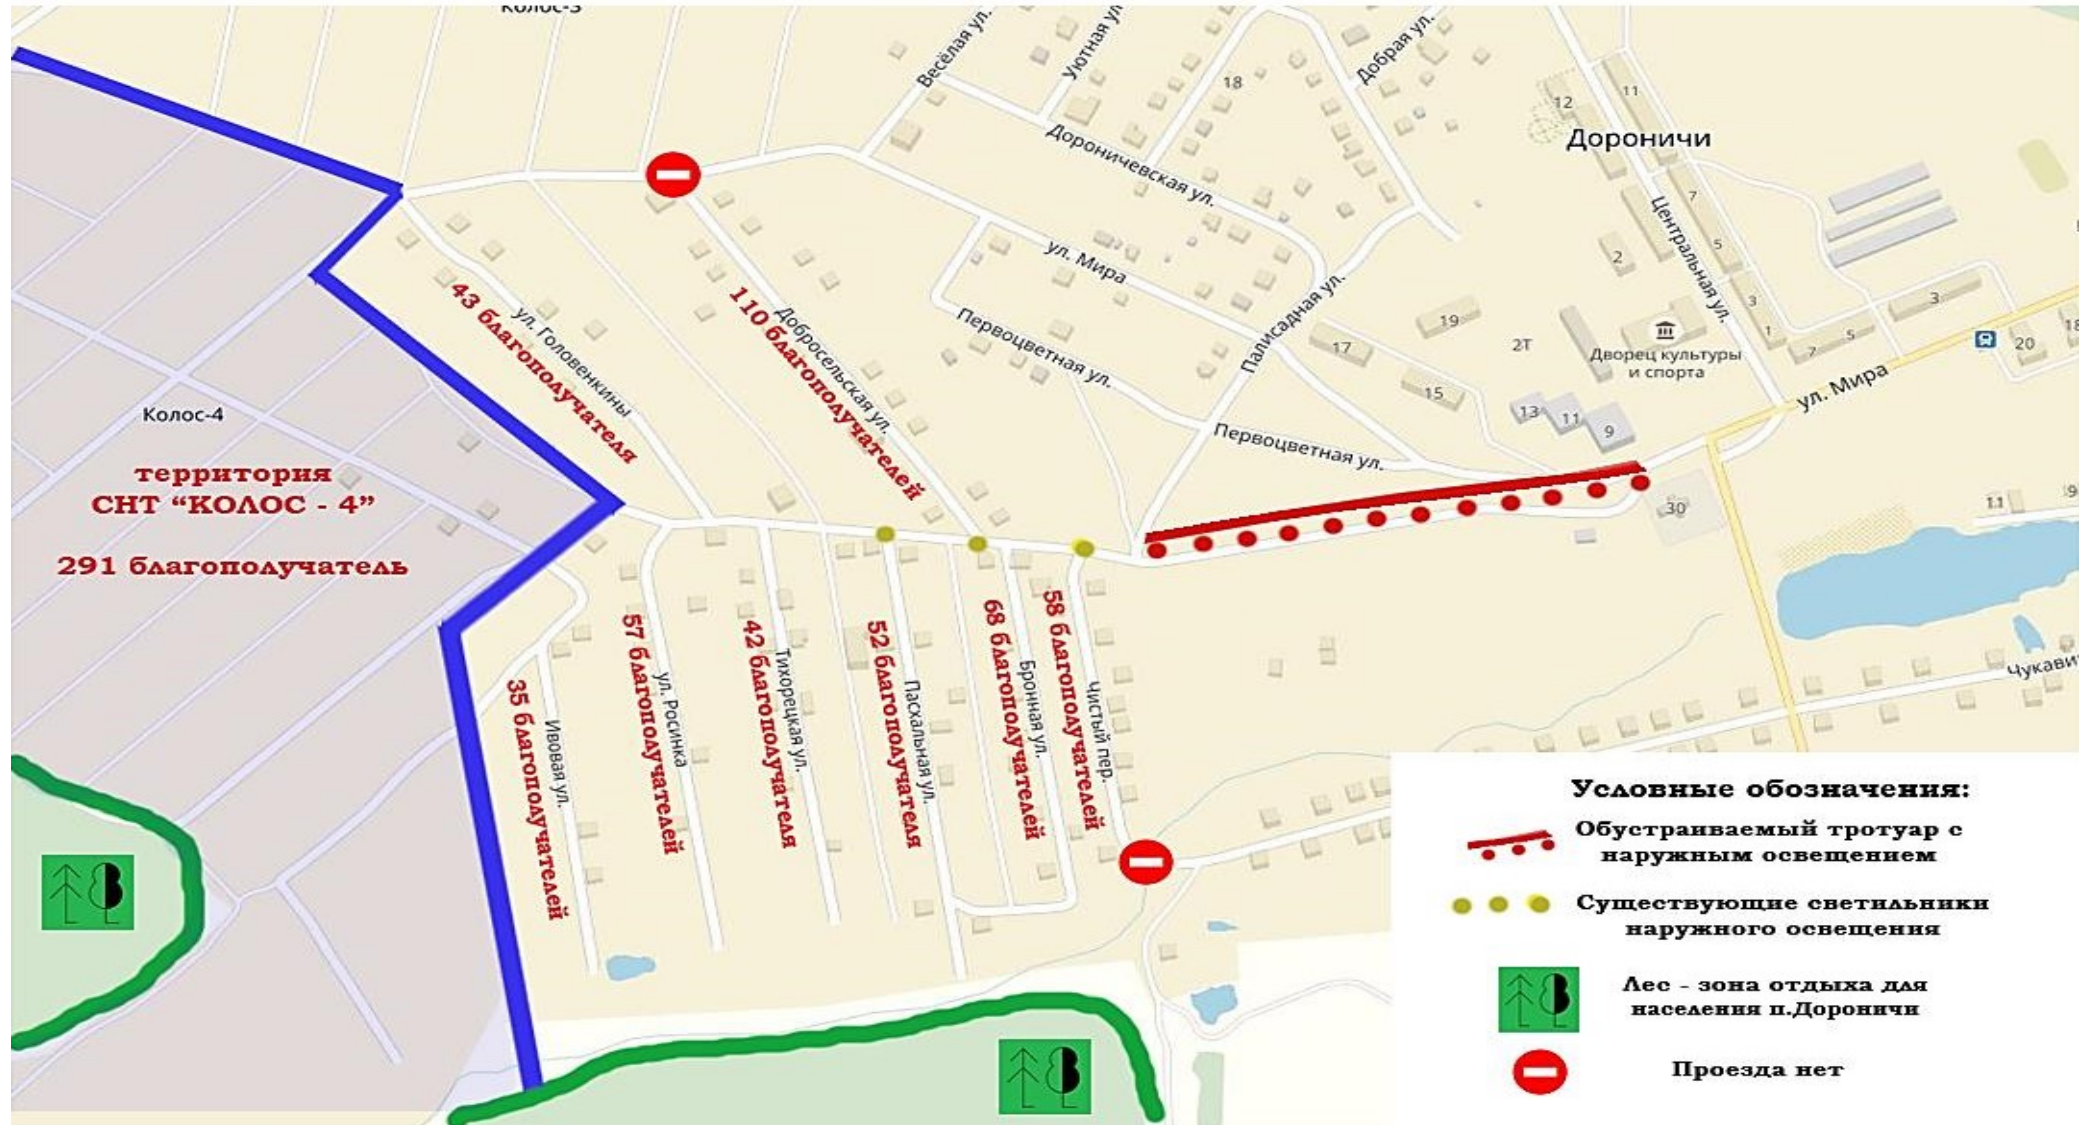 Колос-3
Весёлая ул.
Уютная ул.
Добрая ул.
18
12
11
Дороничи
Дороничевская ул.
7
Центральная ул.
5
2
ул. Мира
3
3
1
7
5
20
18
43 благополучателя
ул. Головенкины
110 благополучателей
Добросельская ул.
Первоцветная ул.
Палисадная ул.
19
17
2Т
15
Дворец культуры
и спорта
13
11
9
ул. Мира
Колос-4
территория
СНТ “КОЛОС - 4”
291 благополучатель
Первоцветная ул.
30
11
9
35 благополучателей
Ивовая ул.
57 благополучателей
ул. Росинка
42 благополучателя
Тихорецкая ул.
52 благополучателя
Пасхальная ул.
68 благополучателей
Бронная ул.
58 благополучателей
Чистый пер.
Чукави
Условные обозначения:
Обустраиваемый тротуар с
наружным освещением
Существующие светильники
наружного освещения
Лес - зона отдыха для
населения п.Дороничи
Проезда нет